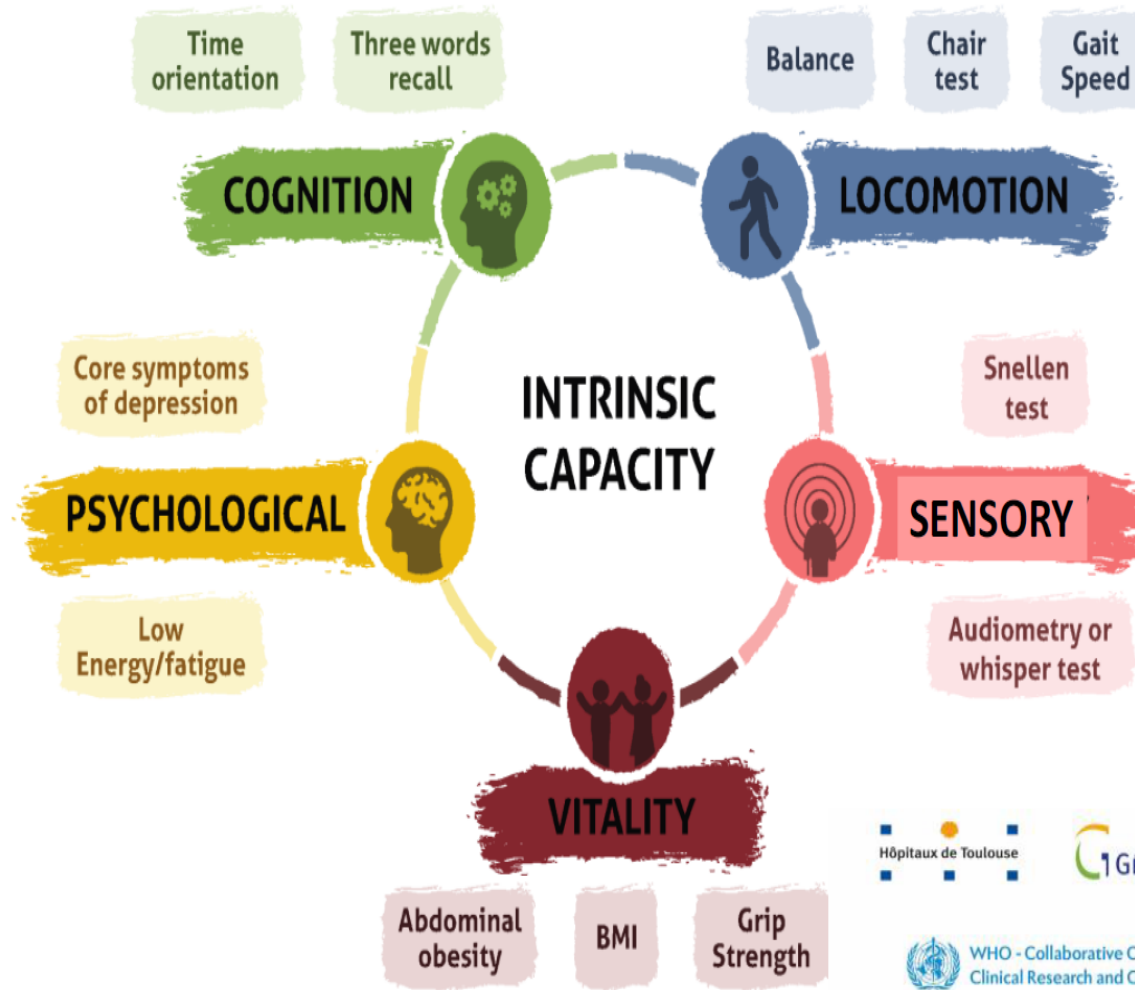 Time
orientation
Three words
recall
Balance
Chair
test
Gait
Speed
COGNITION
LOCOMOTION
Core symptoms
of depression
INTRINSIC
CAPACITY
Snellen
test
PSYCHOLOGICAL
SENSORY
Low
Energy/fatigue
Audiometry or
whisper test
VITALITY
Hôpitaux de Toulouse
Abdominal
obesity
BMI
Grip
Strength
WHO - Collaborative
Clinical Research and